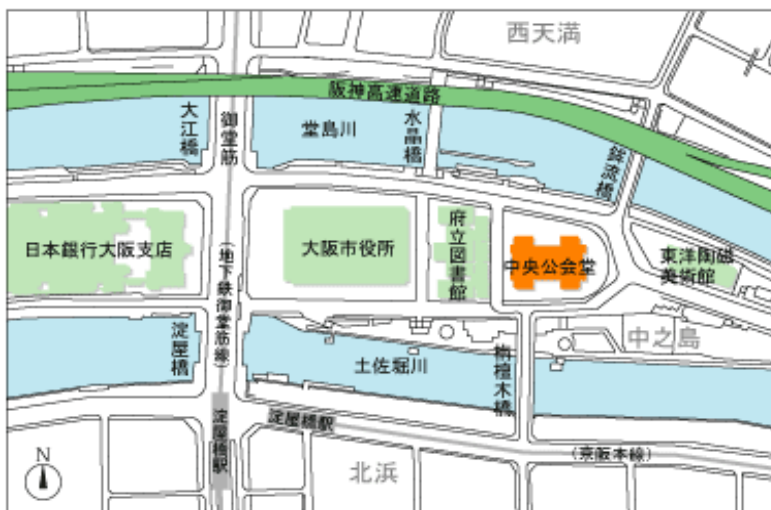 西天満
阪神高速道路
大江橋
御堂筋
堂島川
水晶橋
鉾流橋
日本銀行大阪支店
(地下鉄御堂筋線)
大阪市役所
府立図書館
中央公会堂
東洋陶磁
美術館
淀屋橋
土佐堀川
栴檀木橋
中之島
淀屋橋駅
淀屋橋駅
(京阪本線)
北浜
N